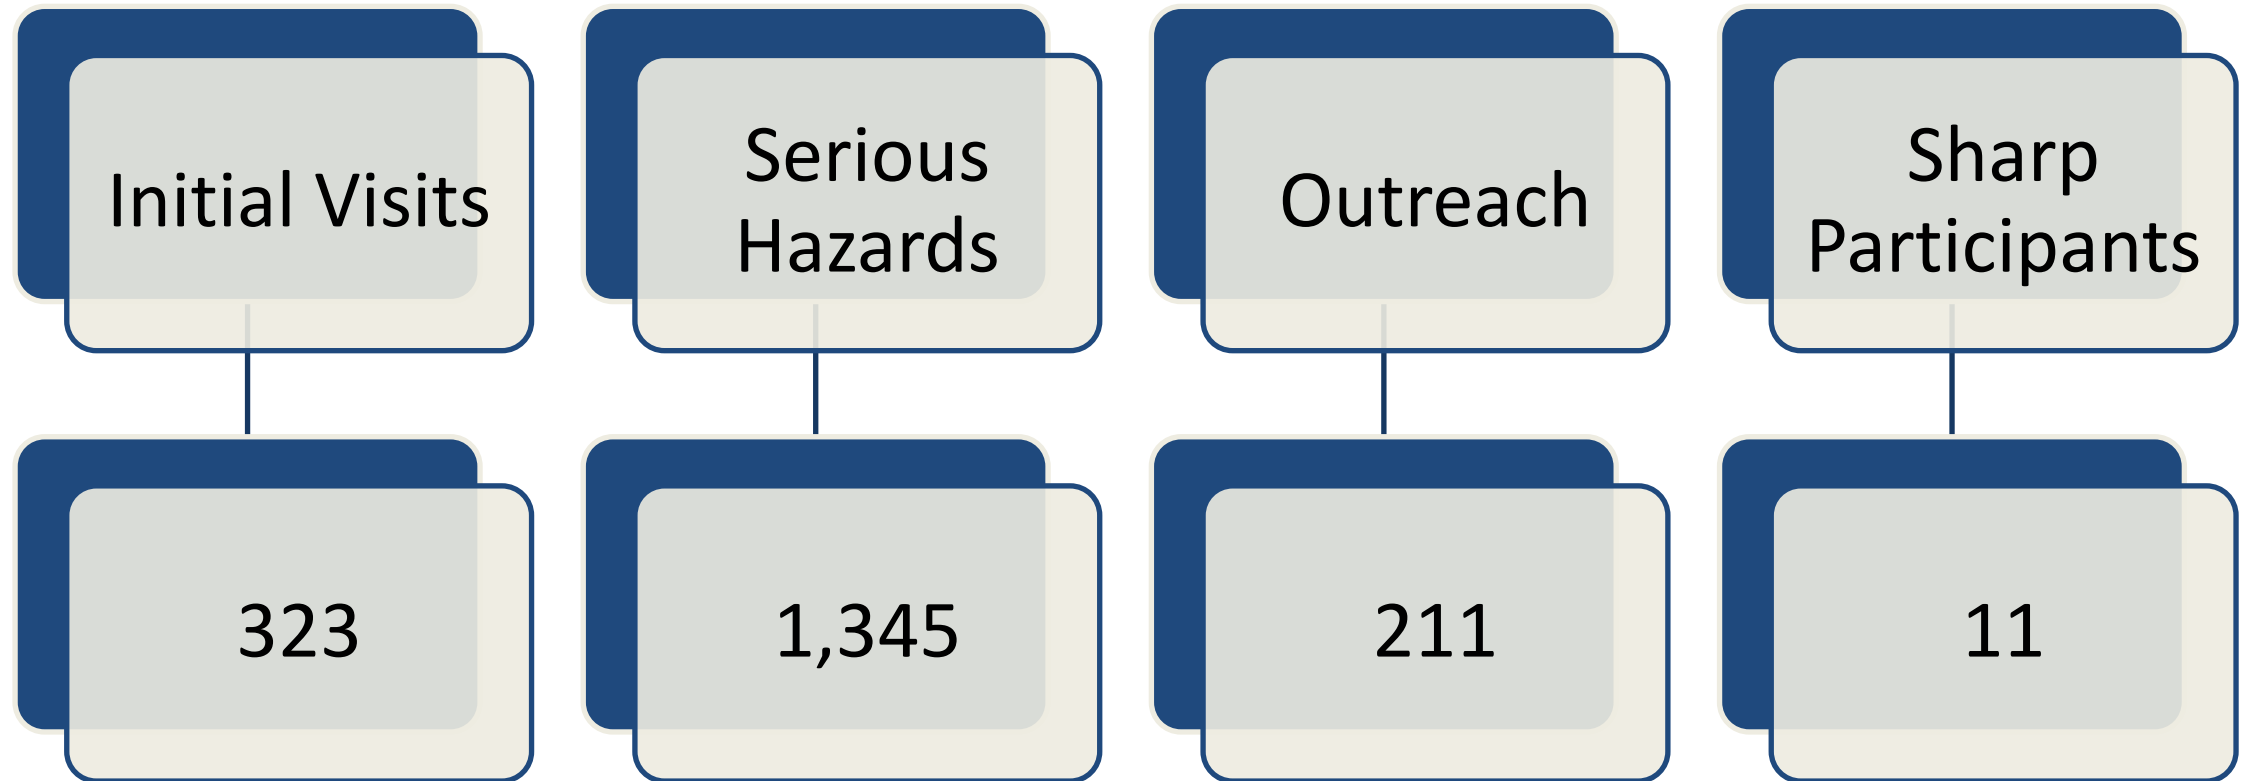 Initial Visits
Serious
Hazards
Outreach
Sharp
Participants
323
1,345
211
11